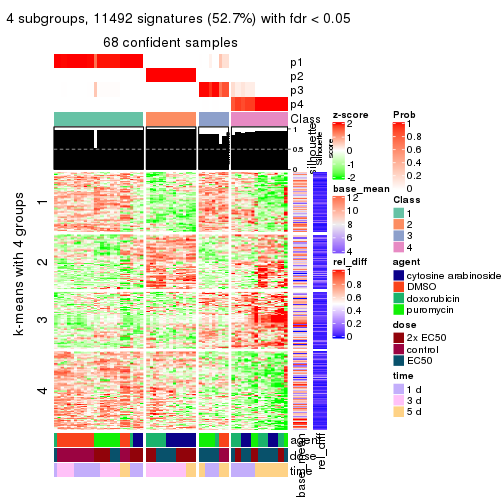 4 subgroups, 11492 signatures (52.7%) with fdr < 0.05
68 confident samples
p1
p2
p3
p4
Class
1
0.5
0
silhouette
Silhouette
score
k-means with 4 groups
1
2
3
4
agent
dose
time
base_mean
rel_diff
z-score
2
1
0
-1
-2
base_mean
12
10
8
6
4
rel_diff
1
0.8
0.6
0.4
0.2
0
Prob
1
0.8
0.6
0.4
0.2
0
Class
1
2
3
4
agent
cytosine arabinoside
DMSO
doxorubicin
puromycin
dose
2x EC50
control
EC50
time
1 d
3 d
5 d